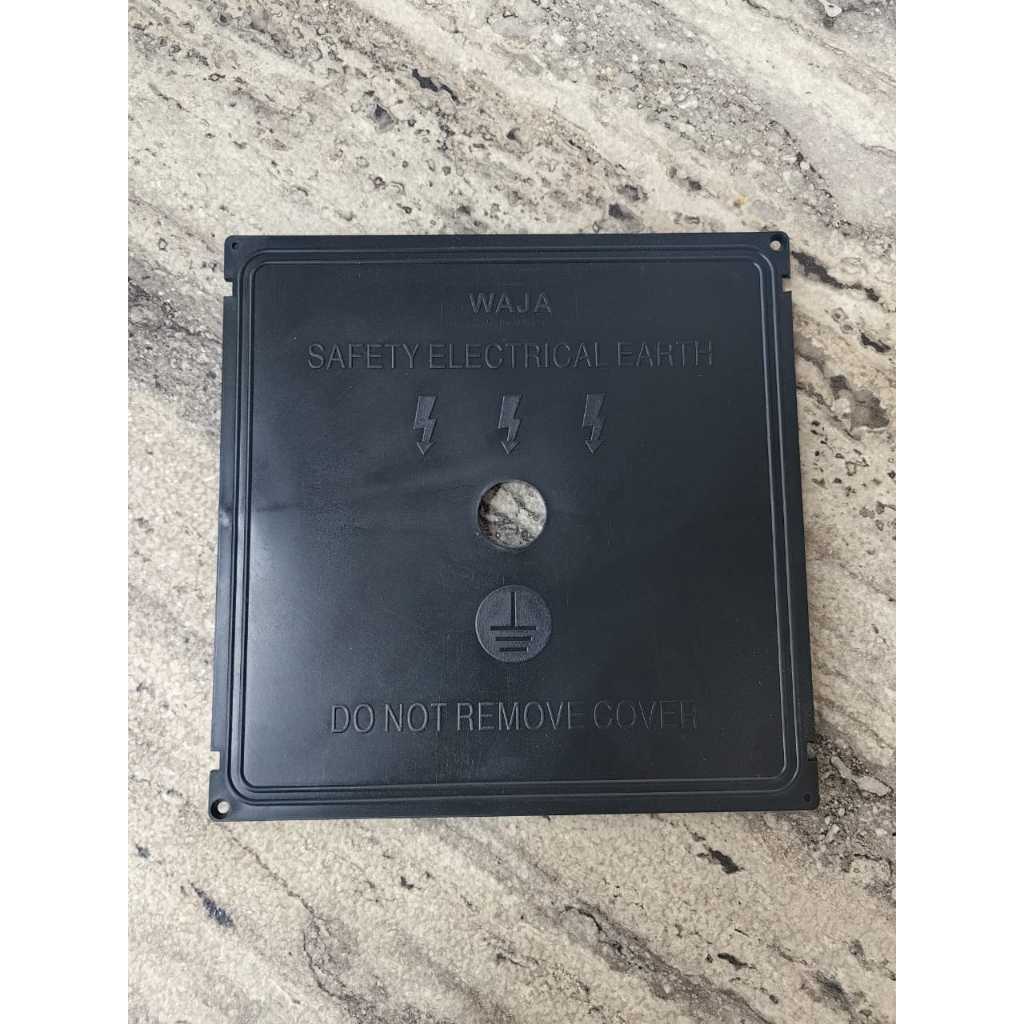 WAJA
SAFETY ELECTRICAL EARTH
DO NOT REMOVE COVER